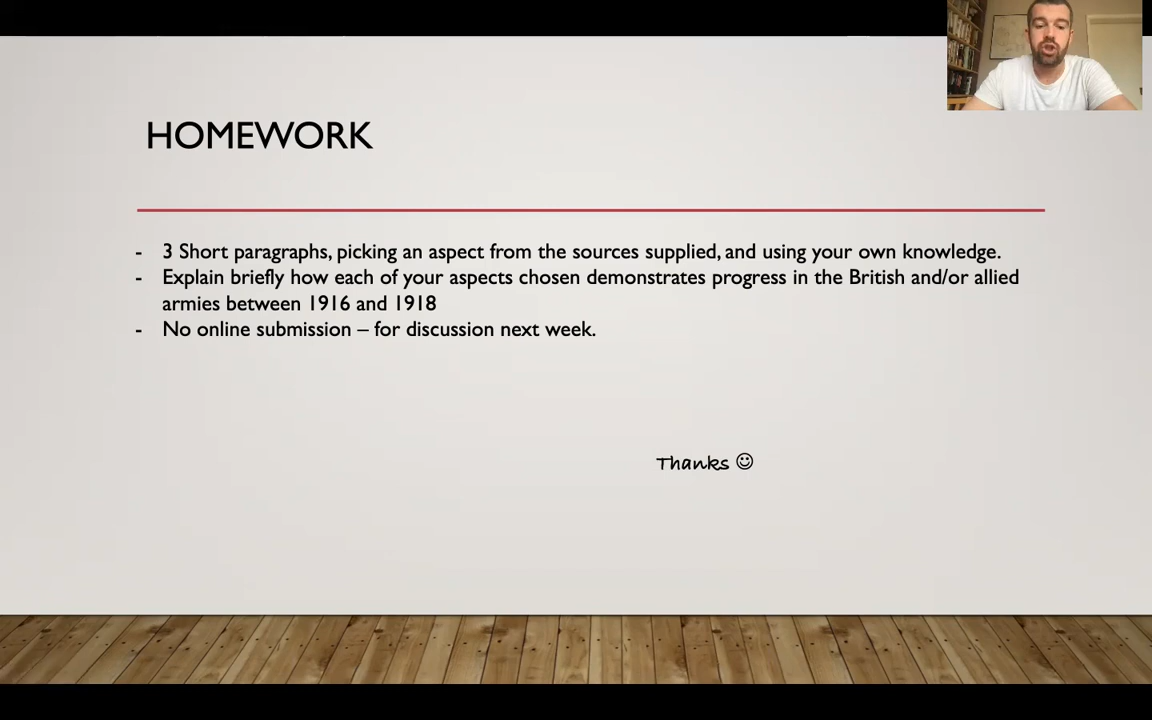 HOMEWORK
- 3 Short paragraphs, picking an aspect from the sources supplied, and using your own knowledge.
- Explain briefly how each of your aspects chosen demonstrates progress in the British and/or allied
armies between 1916 and 1918
- No online submission – for discussion next week.
Thanks ☺